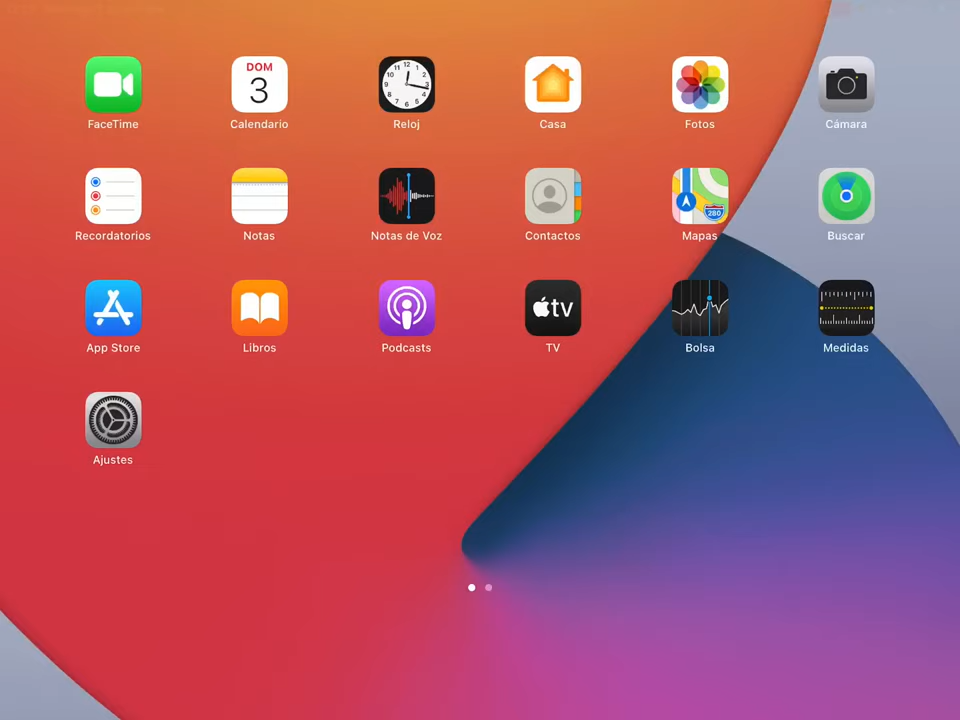 FaceTime
DOM
3
Calendario
Reloj
Casa
Fotos
Cámara
Recordatorios
Notas
Notas de Voz
Contactos
280
Mapas
Buscar
App Store
Libros
Podcasts
tv
TV
Bolsa
Medidas
Ajustes